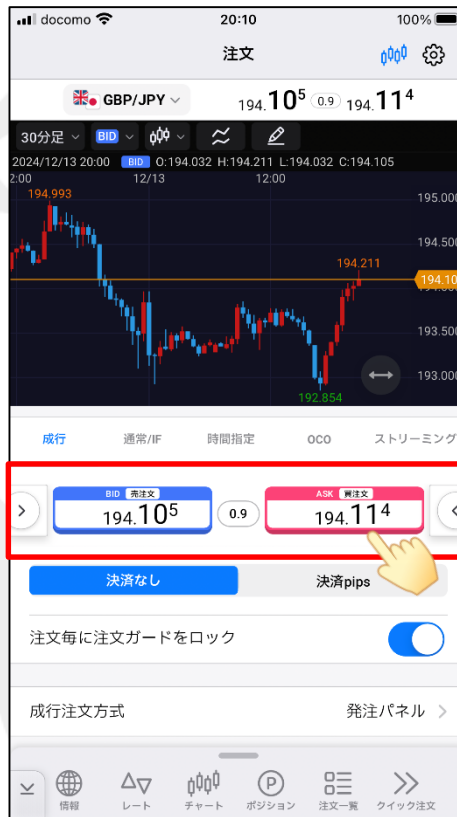 docomo 20:10 100%
注文
GBP/JPY 194.105 0.9 194.114
30分足 BID
2024/12/13 20:00 BID O:194.032 H:194.211 L:194.032 C:194.105
2:00 12/13 12:00
194.993
195.000
194.500
194.211
194.10
193.500
193.000
192.854
成行 通常/IF 時間指定 OCO ストリーミング
BID 売注文 ASK 買注文
194.105 0.9 194.114
決済なし 決済pips
注文毎に注文ガードをロック
成行注文方式 発注パネル
P
情報 レート チャート ポジション 注文一覧 クイック注文